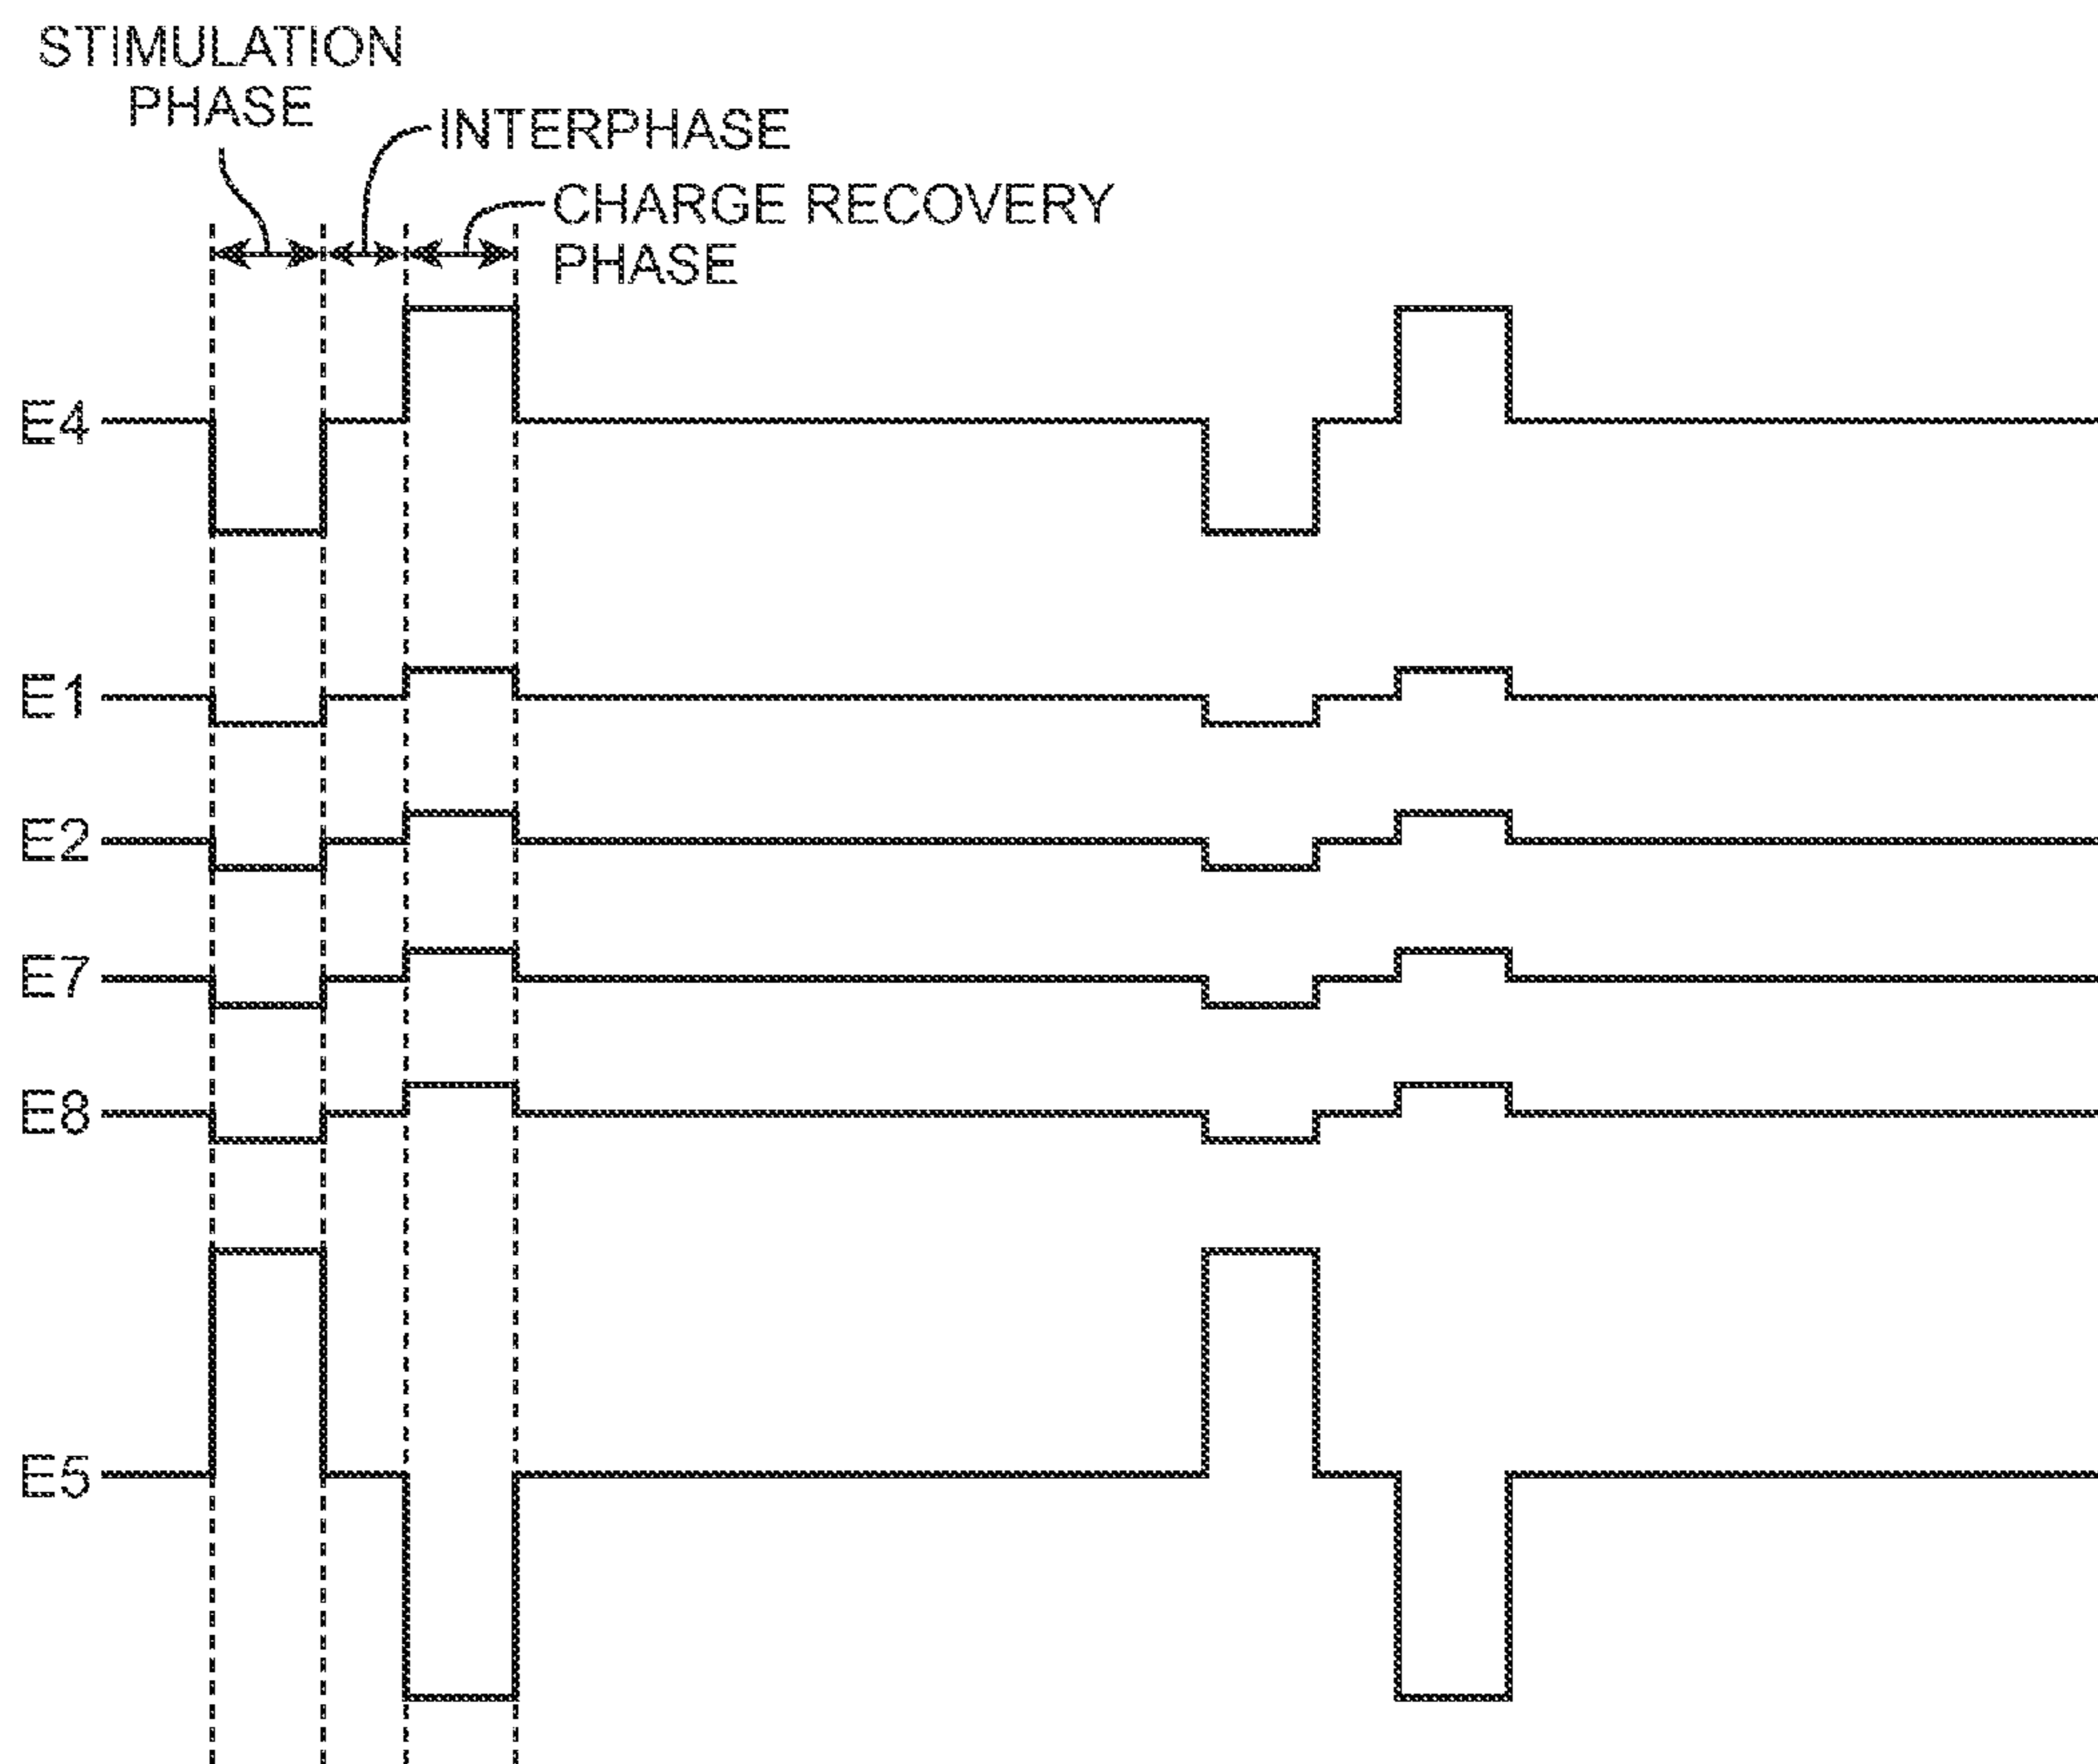 STIMULATION
PHASE
INTERPHASE
CHARGE RECOVERY
PHASE
E4
E1
E2
E7
E8
E5